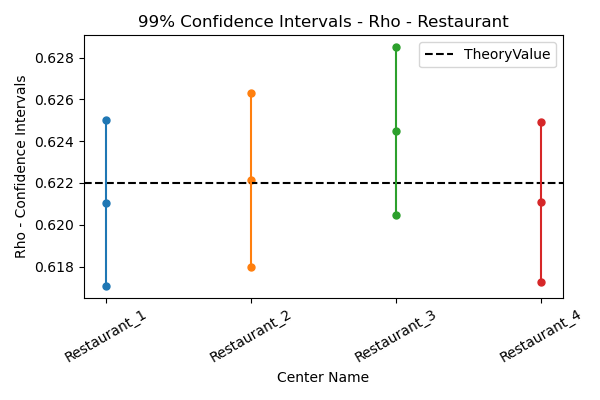 99% Confidence Intervals - Rho - Restaurant
TheoryValue
Rho - Confidence Intervals
0.628
0.626
0.624
0.622
0.620
0.618
Restaurant_1
Restaurant_2
Restaurant_3
Restaurant_4
Center Name